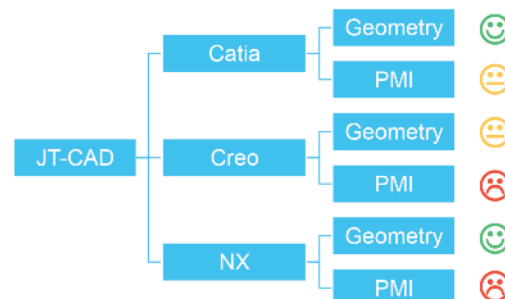 Geometry
Catia
PMI
Geometry
JT-CAD
Creo
PMI
Geometry
NX
PMI